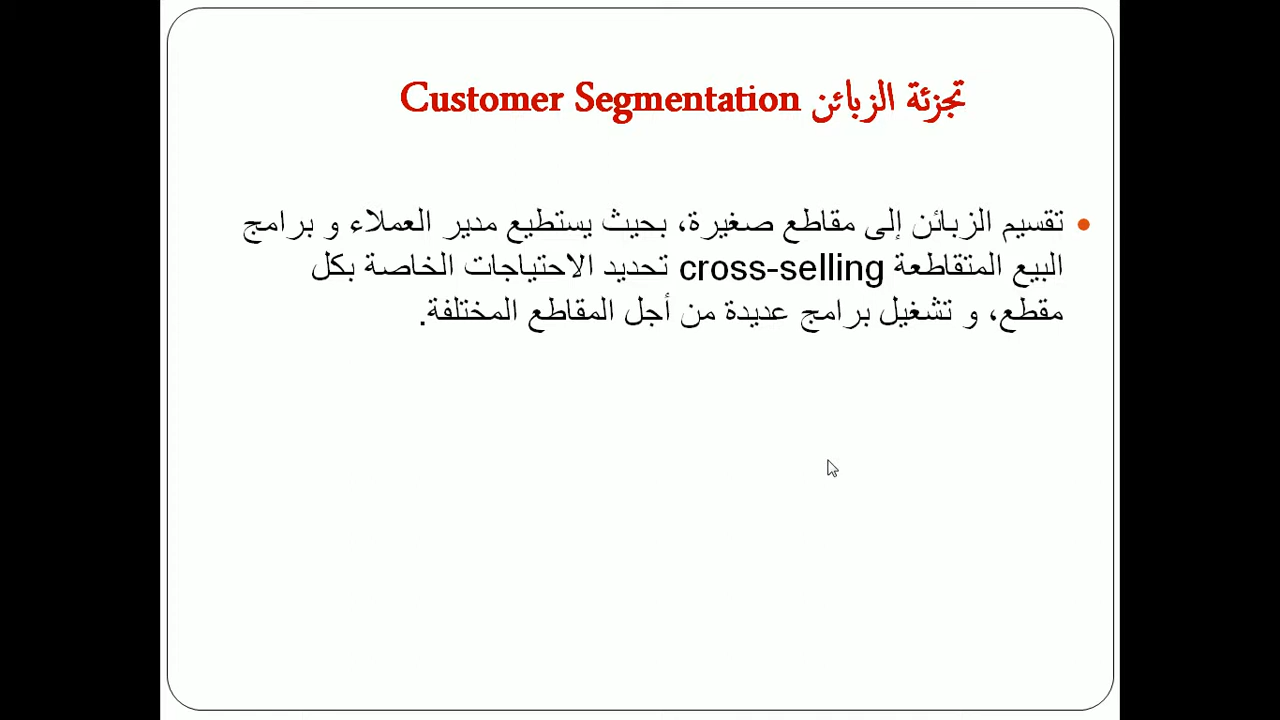 تجزئة الزبائن Customer Segmentation
تقسيم الزبائن إلى مقاطع صغيرة، بحيث يستطيع مدير العملاء و برامج
البيع المتقاطعة cross-selling تحديد الاحتياجات الخاصة بكل
مقطع، و تشغيل برامج عديدة من أجل المقاطع المختلفة.